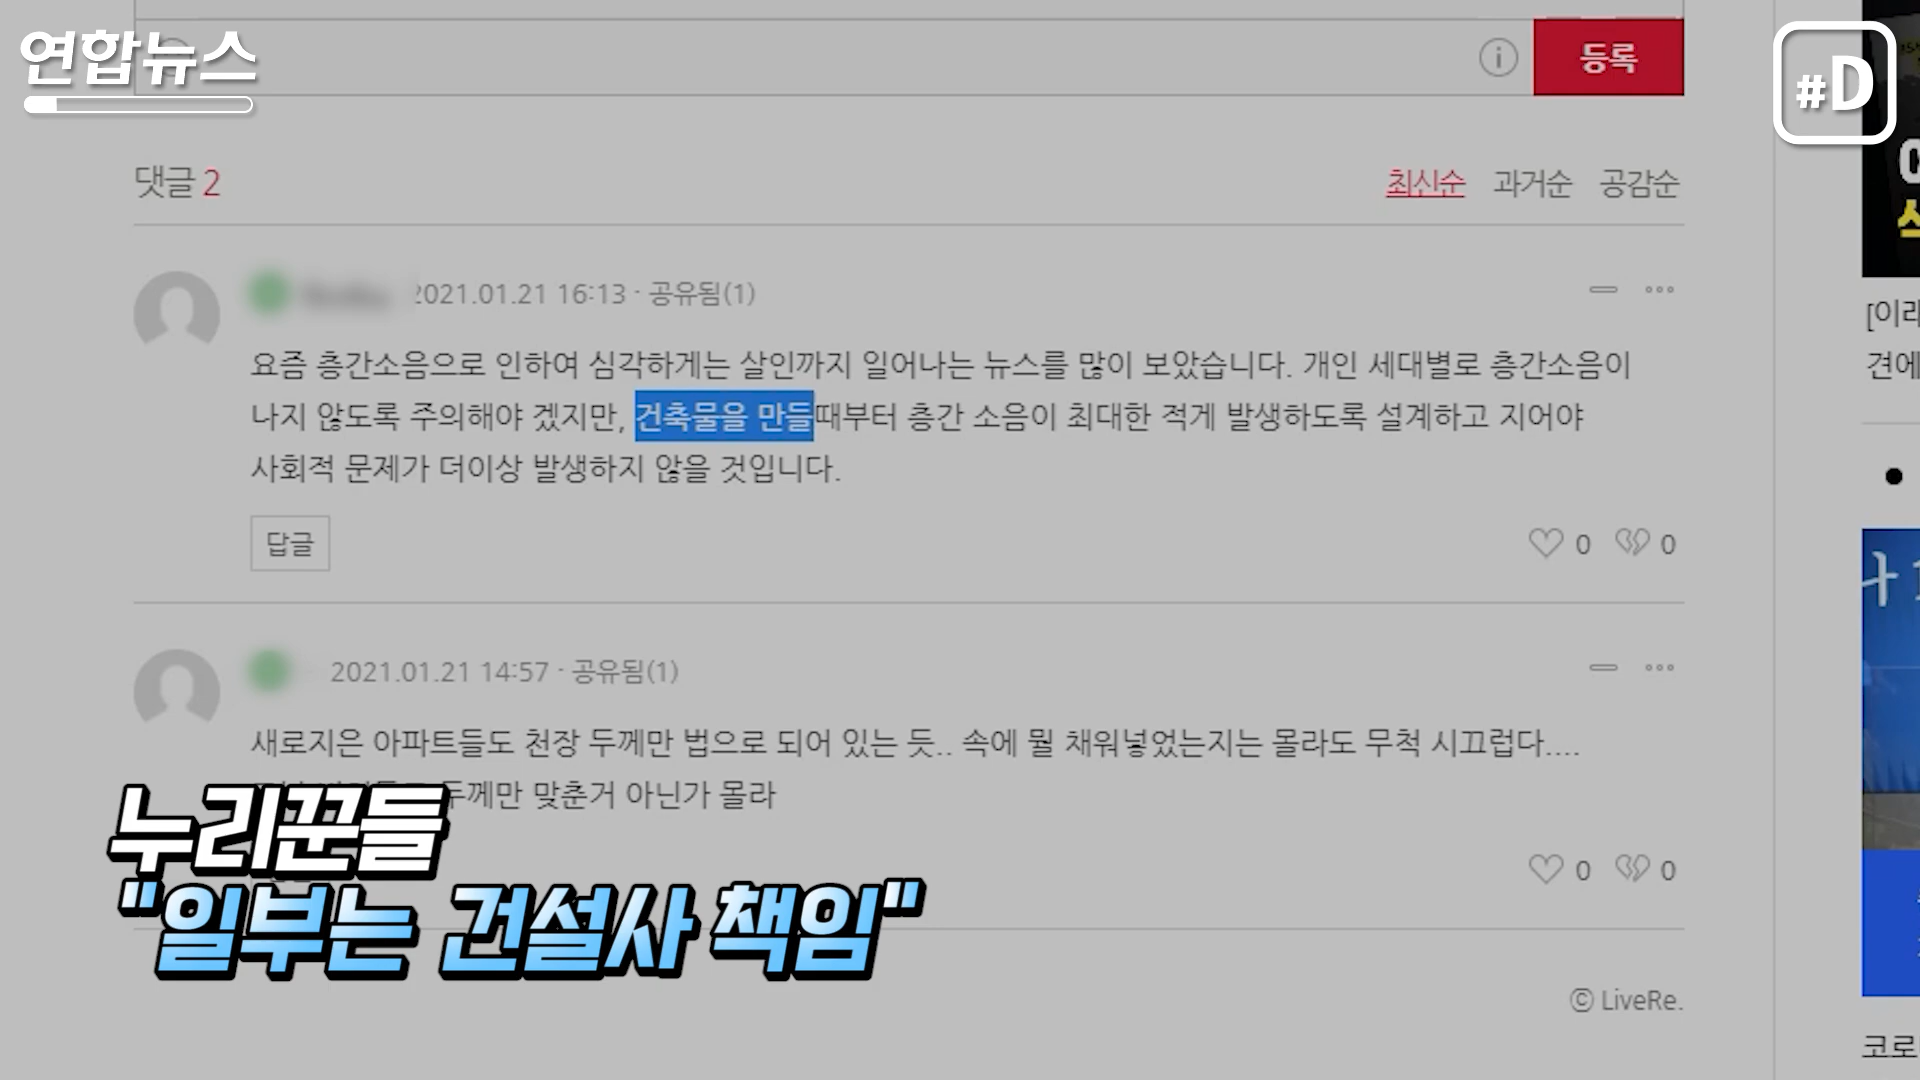 연합뉴스
#D
등록
댓글 2
최신순 과거순 공감순
2021.01.21 16:13 · 공유됨(1)
요즘 층간소음으로 인하여 심각하게는 살인까지 일어나는 뉴스를 많이 보았습니다. 개인 세대별로 층간소음이
나지 않도록 주의해야 겠지만, 건축물을 만들때부터 층간 소음이 최대한 적게 발생하도록 설계하고 지어야
사회적 문제가 더이상 발생하지 않을 것입니다.
답글
0 0
[이래
견에
2021.01.21 14:57 · 공유됨(1)
새로지은 아파트들도 천장 두께만 법으로 되어 있는 듯.. 속에 뭘 채워넣었는지는 몰라도 무척 시끄럽다....
두께만 맞춘거 아닌가 몰라
0 0
누리꾼들
"일부는 건설사 책임"
ⓒ LiveRe.
코로